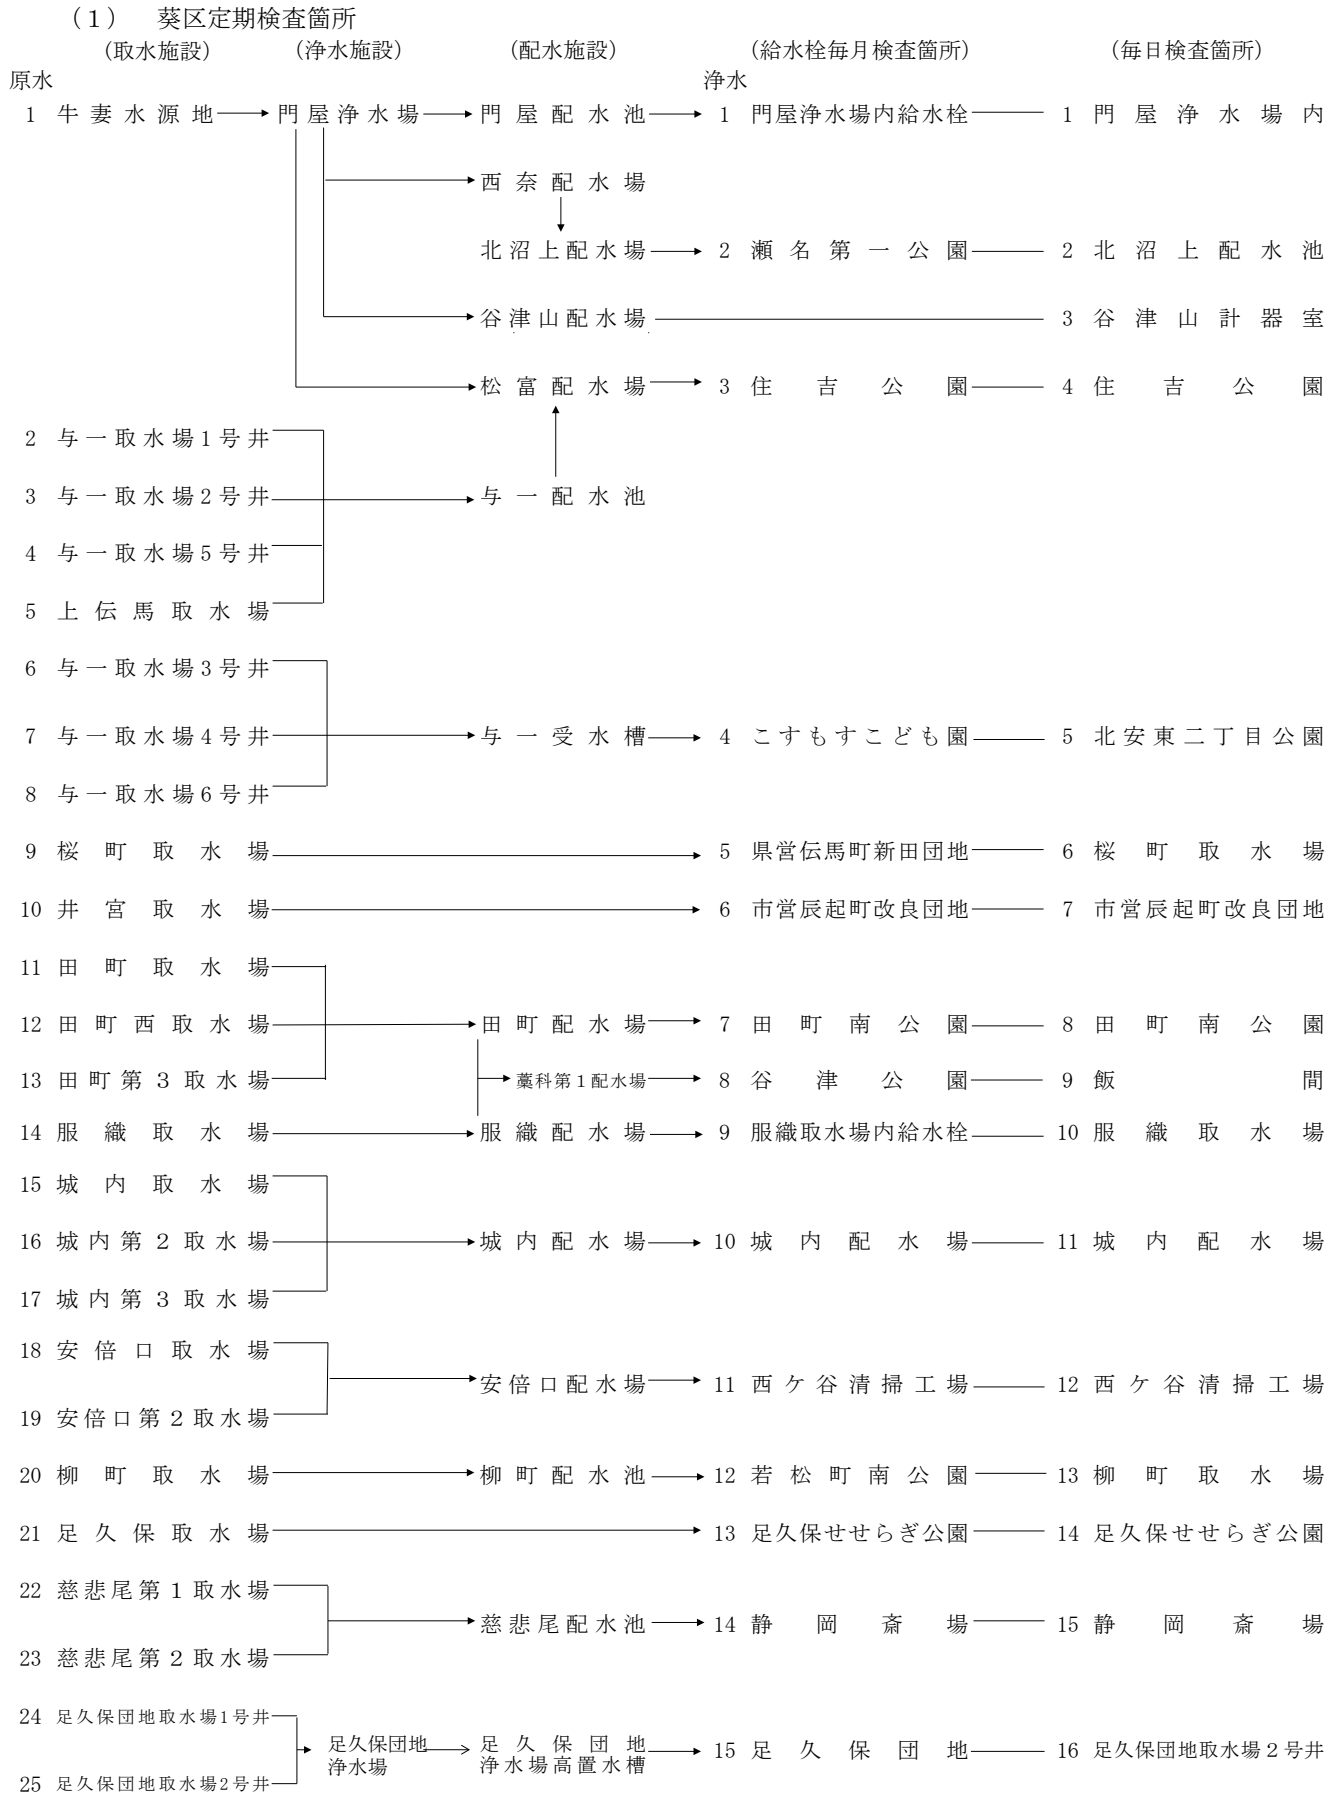 （１）　葵区定期検査箇所
(取水施設) (浄水施設) (配水施設) (給水栓毎月検査箇所) (毎日検査箇所)
原水 浄水
1 牛妻水源地 門屋浄水場 門屋配水池 1 門屋浄水場内給水栓 1 門屋浄水場内
西奈配水場
北沼上配水場 2 瀬名第一公園 2 北沼上配水池
谷津山配水場 3 谷津山計器室
松富配水場 3 住吉公園 4 住吉公園
2 与一取水場1号井
3 与一取水場2号井 与一配水池
4 与一取水場5号井
5 上伝馬取水場
6 与一取水場3号井
7 与一取水場4号井 与一受水槽 4 こすもすこども園 5 北安東二丁目公園
8 与一取水場6号井
9 桜町取水場 5 県営伝馬町新田団地 6 桜町取水場
10 井宮取水場 6 市営辰起町改良団地 7 市営辰起町改良団地
11 田町取水場
12 田町西取水場 田町配水場 7 田町南公園 8 田町南公園
13 田町第３取水場 藁科第１配水場 8 谷津公園 9 飯間
14 服織取水場 服織配水場 9 服織取水場内給水栓 10 服織取水場
15 城内取水場
16 城内第２取水場 城内配水場 10 城内配水場 11 城内配水場
17 城内第３取水場
18 安倍口取水場
安倍口配水場 11 西ケ谷清掃工場 12 西ケ谷清掃工場
19 安倍口第２取水場
20 柳町取水場 柳町配水池 12 若松町南公園 13 柳町取水場
21 足久保取水場 13 足久保せせらぎ公園 14 足久保せせらぎ公園
22 慈悲尾第１取水場
慈悲尾配水池 14 静岡斎場 15 静岡斎場
23 慈悲尾第２取水場
24 足久保団地取水場1号井
足久保団地 足久保団地 15 足久保団地 16 足久保団地取水場２号井
浄水場 浄水場高置水槽
25 足久保団地取水場2号井